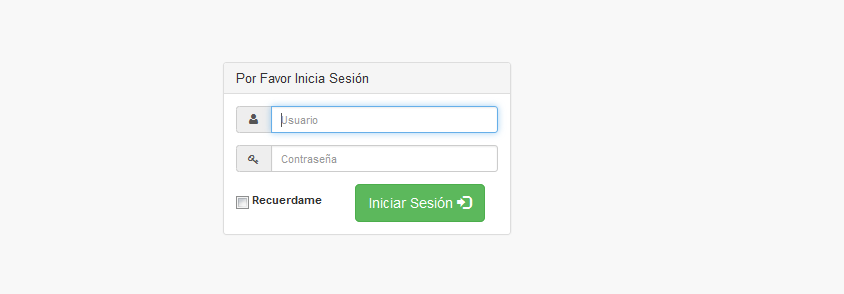 Por Favor Inicia Sesión
Usuario
Contraseña
Recuerdame
Iniciar Sesión